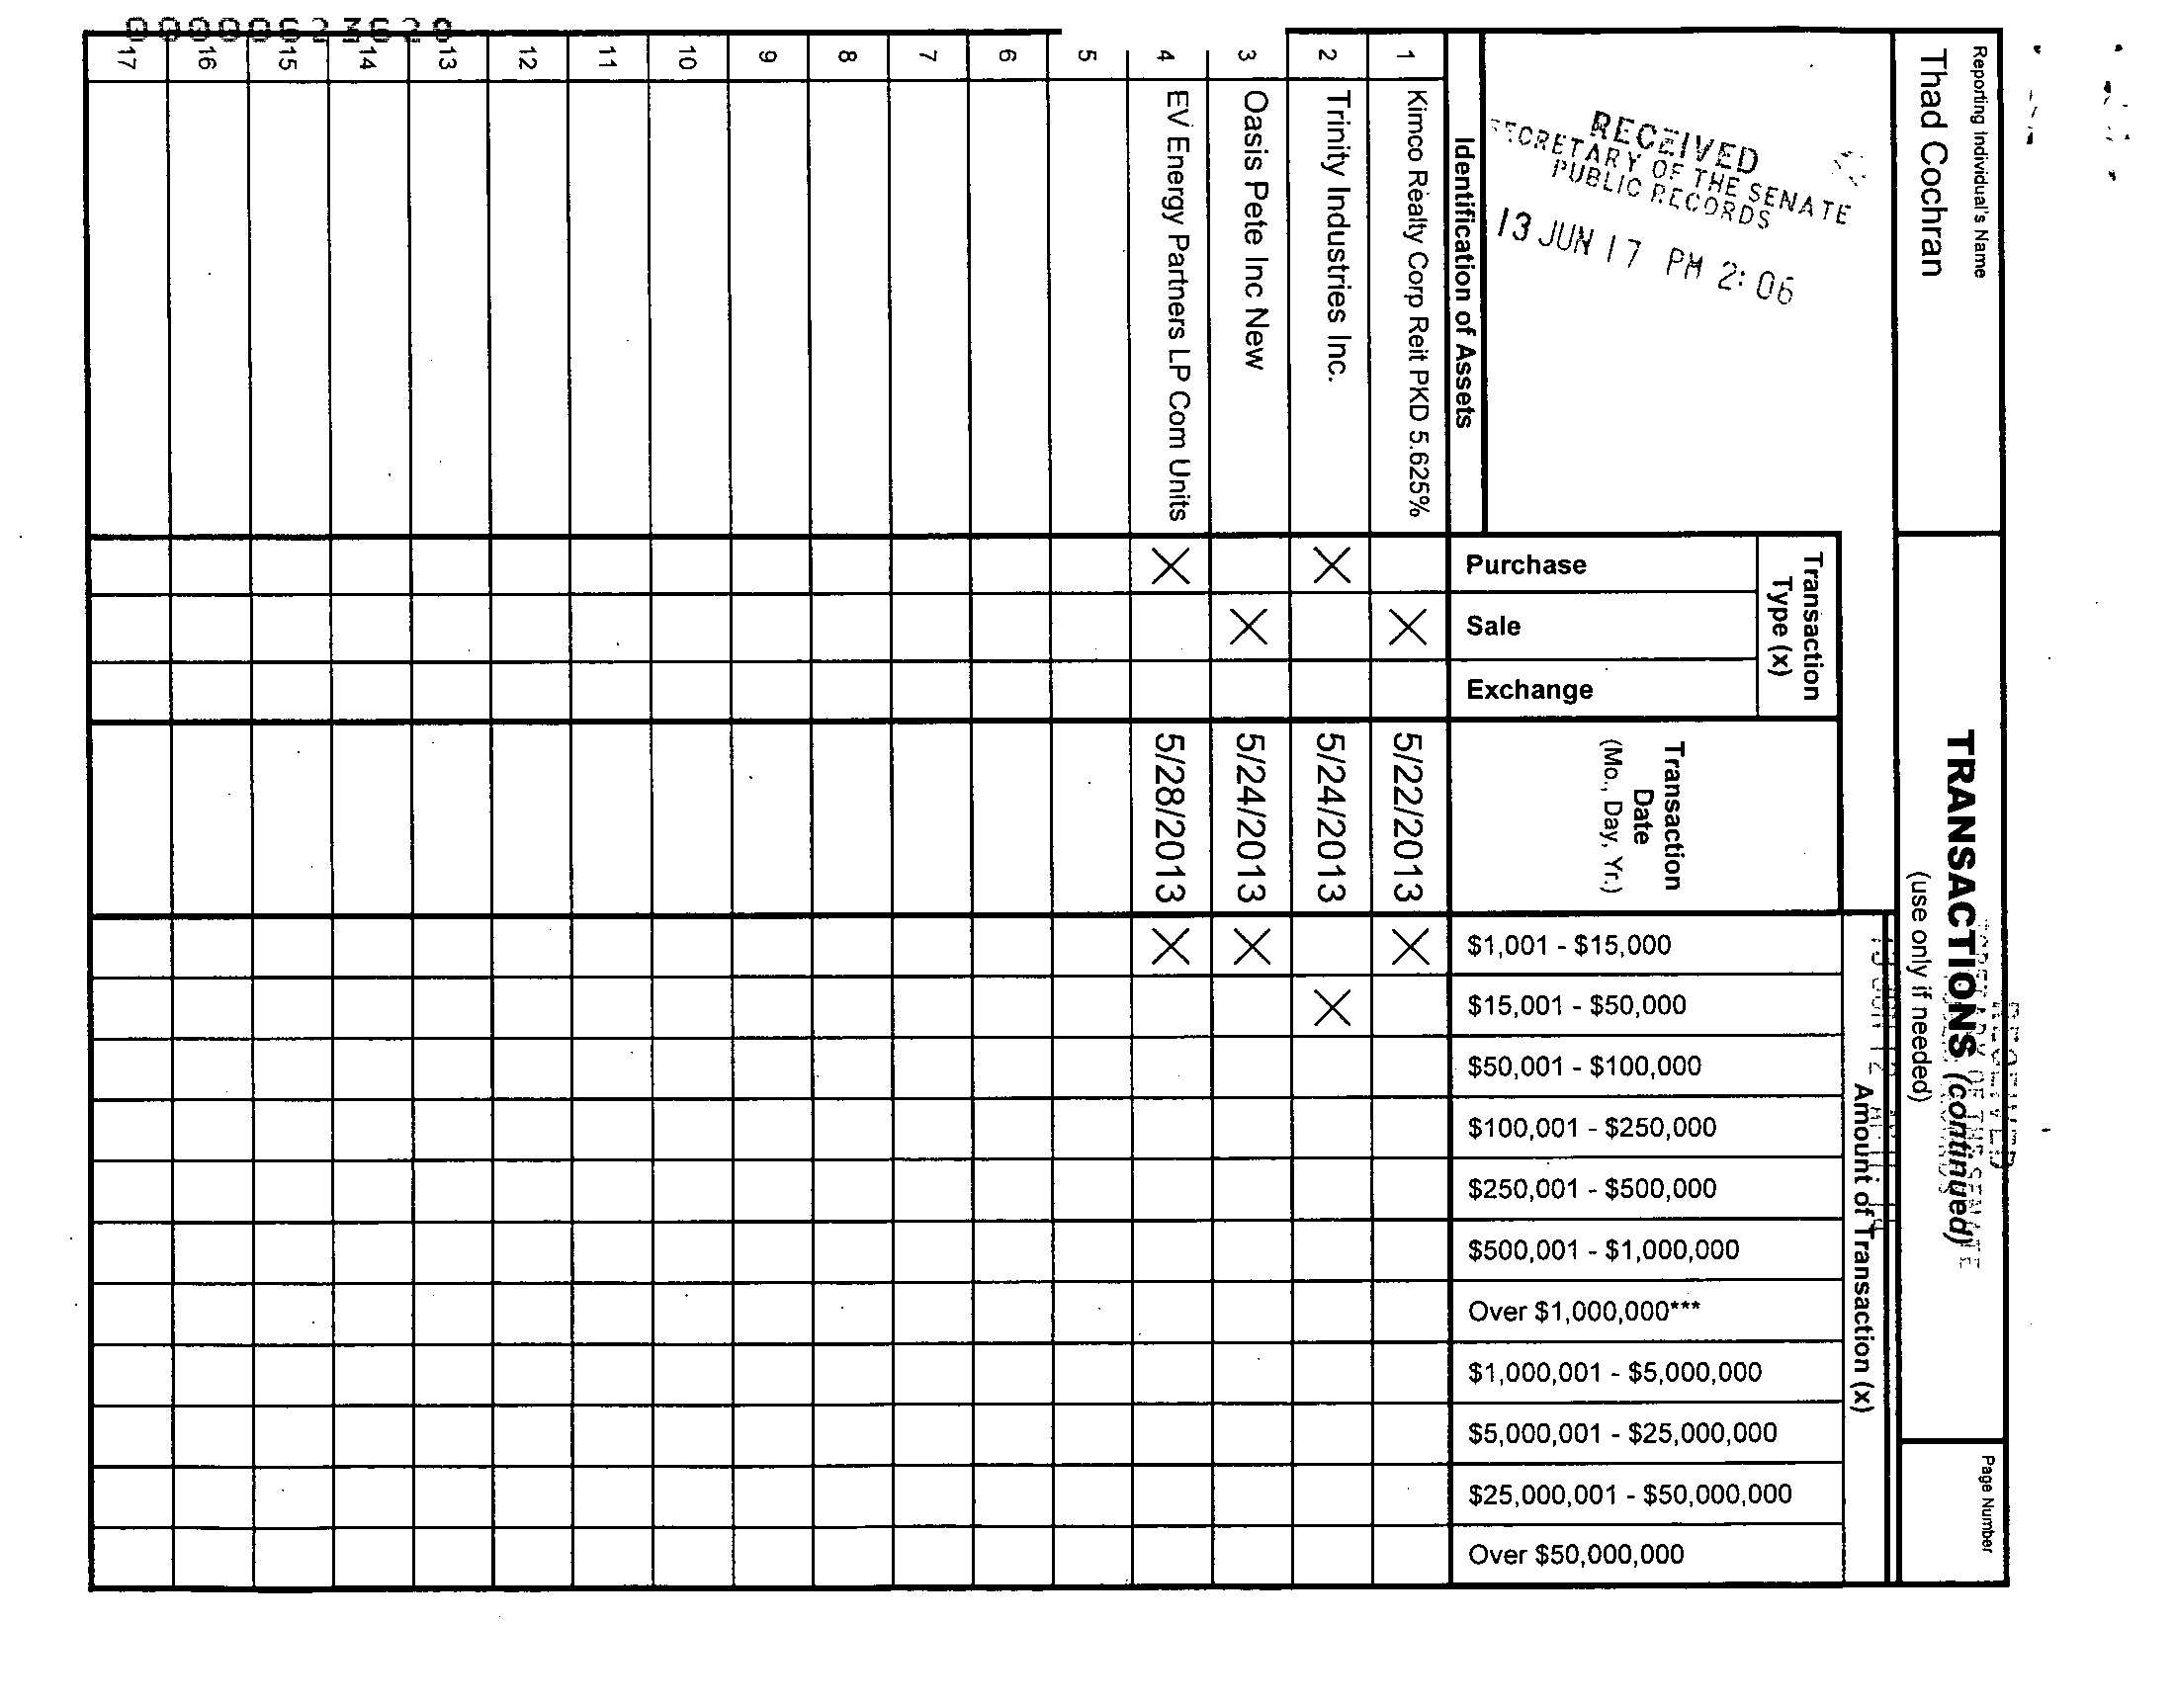 Reporting Individual's Name
Thad Cochran
TRANSACTIONS (continued)
(use only if needed)
Page Number
RECEIVED
SECRETARY OF THE SENATE
PUBLIC RECORDS
13 JUN 17 PM 2:06
Transaction
Type (x)
Transaction
Date
(Mo., Day, Yr.)
Amount of Transaction (x)
Identification of Assets
Purchase
Sale
Exchange
$1,001 - $15,000
$15,001 - $50,000
$50,001 - $100,000
$100,001 - $250,000
$250,001 - $500,000
$500,001 - $1,000,000
Over $1,000,000***
$1,000,001 - $5,000,000
$5,000,001 - $25,000,000
$25,000,001 - $50,000,000
Over $50,000,000
1 Kimco Realty Corp Reit PKD 5.625% X 5/22/2013 X
2 Trinity Industries Inc. X 5/24/2013 X
3 Oasis Pete Inc New X 5/24/2013 X
4 EV Energy Partners LP Com Units X 5/28/2013 X
5
6
7
8
9
10
11
12
13
14
15
16
17